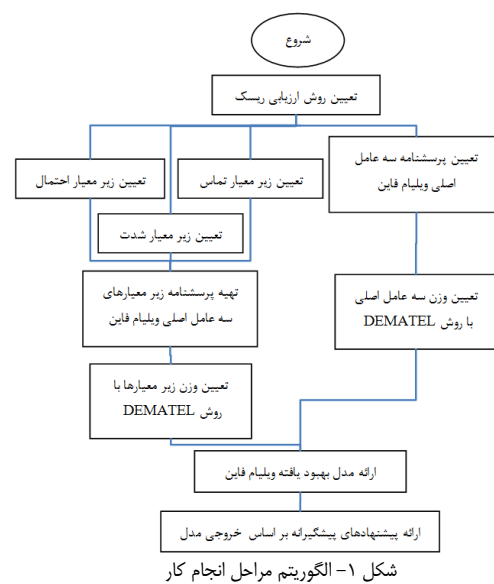 شروع
تعیین روش ارزیابی ریسک
تعیین پرسشنامه سه عامل
اصلی ویلیام فاین
تعیین زیر معیار تماس
تعیین زیر معیار احتمال
تعیین زیر معیار شدت
تهیه پرسشنامه زیر معیارهای
سه عامل اصلی ویلیام فاین
تعیین وزن سه عامل اصلی
با روش DEMATEL
تعیین وزن زیر معیارها با
روش DEMATEL
ارائه مدل بهبود یافته ویلیام فاین
ارائه پیشنهادهای پیشگیرانه بر اساس خروجی مدل
شکل ۱- الگوریتم مراحل انجام کار